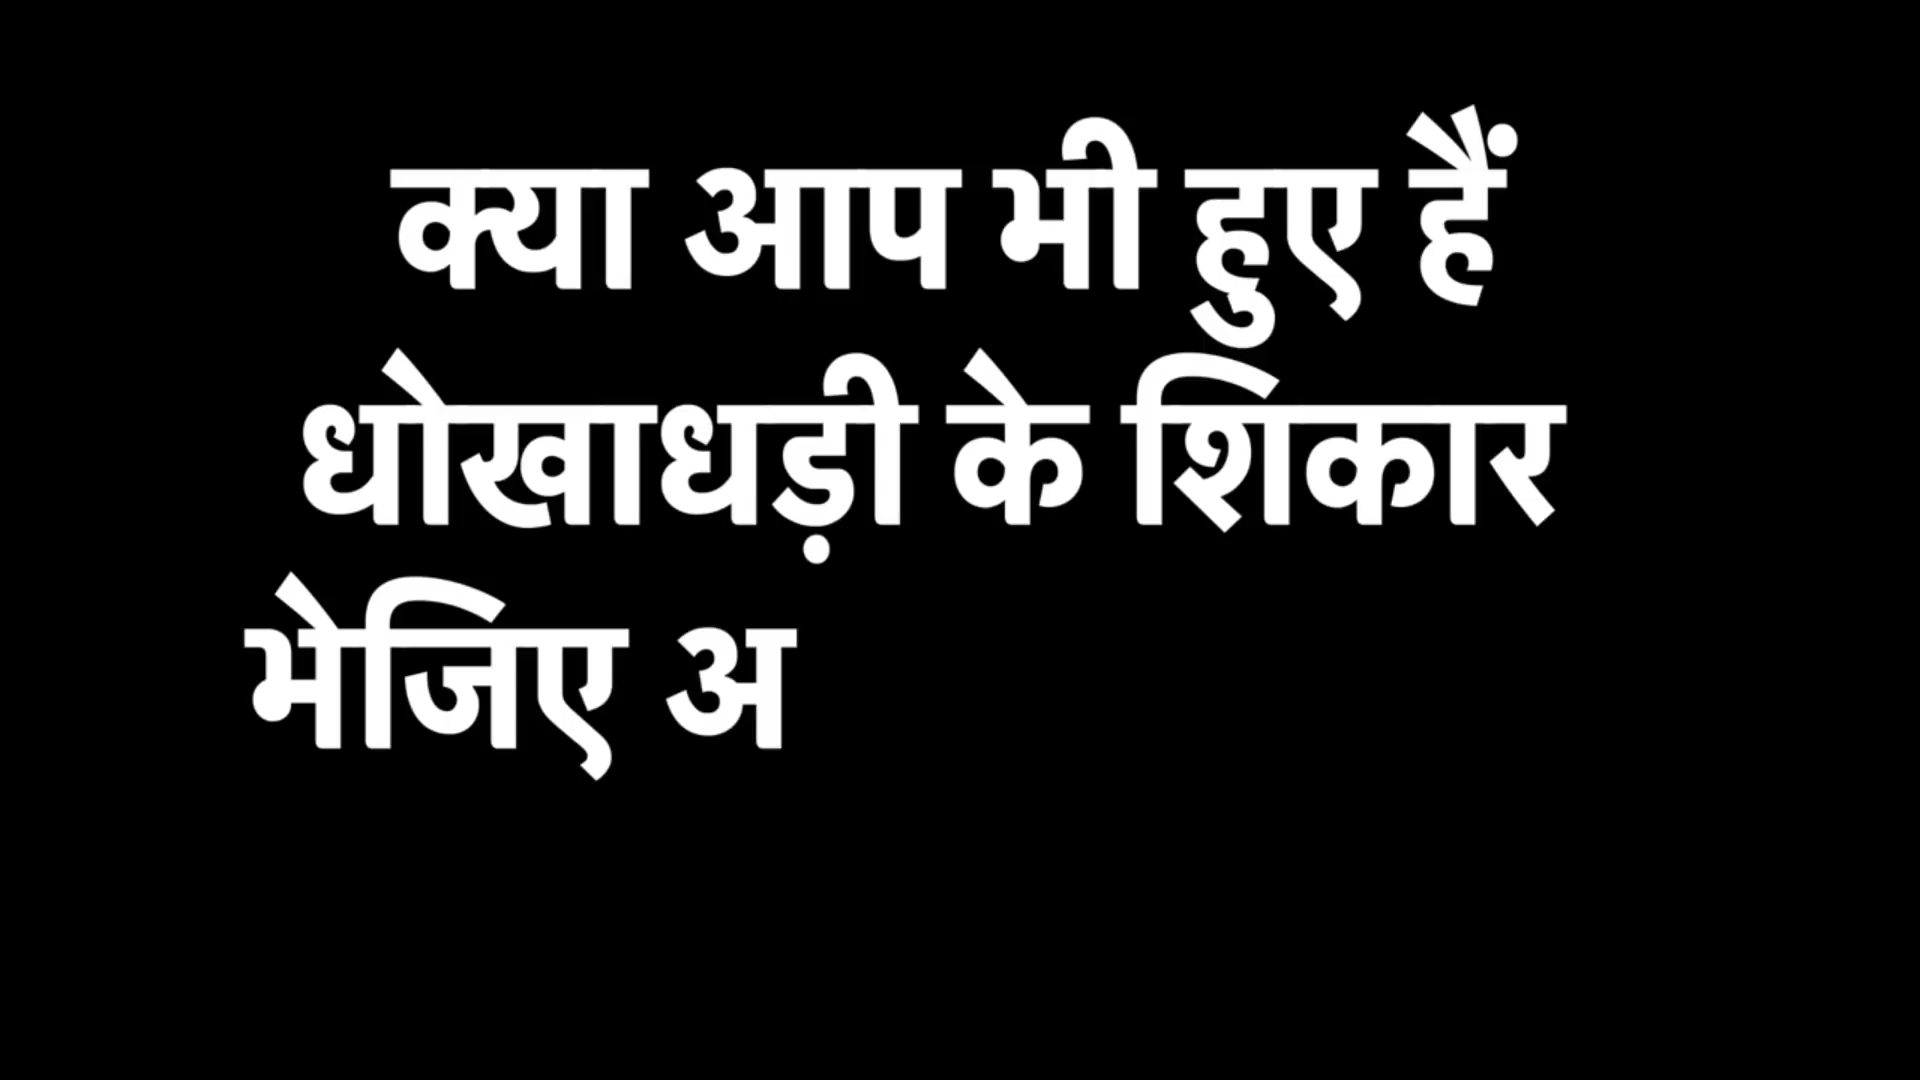 क्या आप भी हुए हैं
धोखाधड़ी के शिकार
भेजिए अ